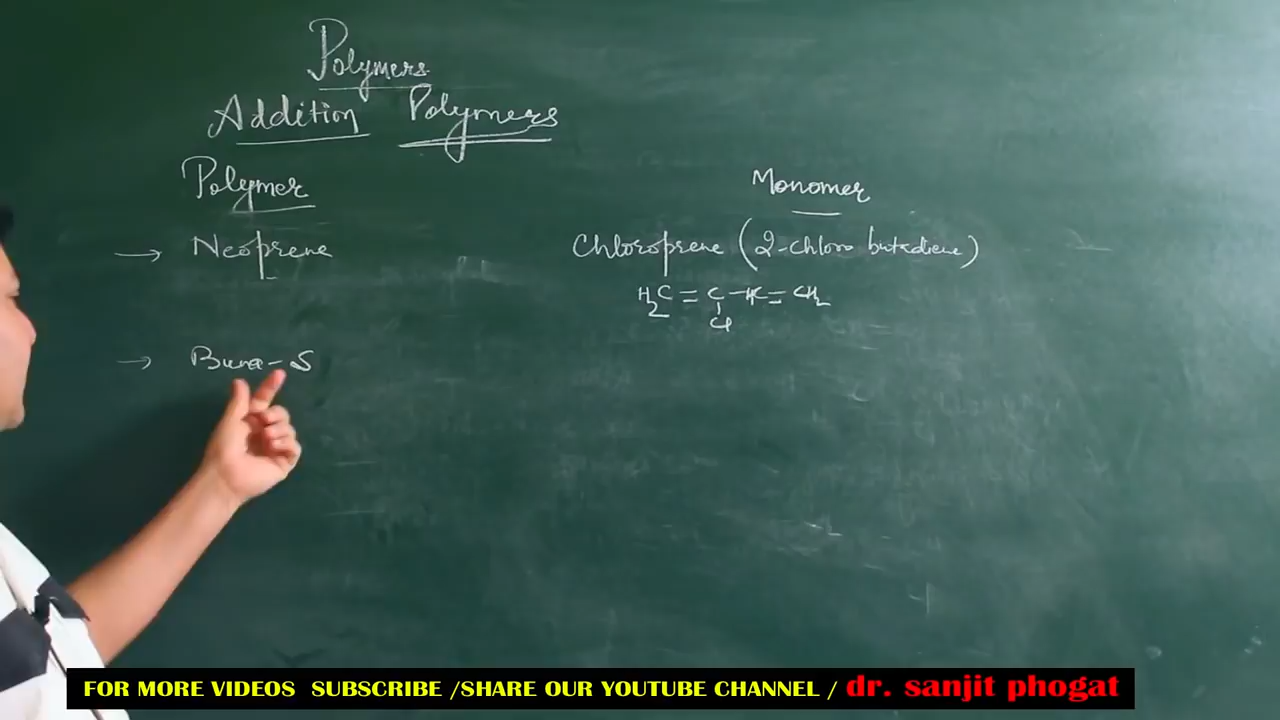 Polymers
Addition Polymers
Polymer Monomer
→ Neoprene Chloroprene (2-chloro butadiene)
H₂C = C - HC = CH₂
Cl
→ Buna-S
FOR MORE VIDEOS SUBSCRIBE /SHARE OUR YOUTUBE CHANNEL / dr. sanjit phogat